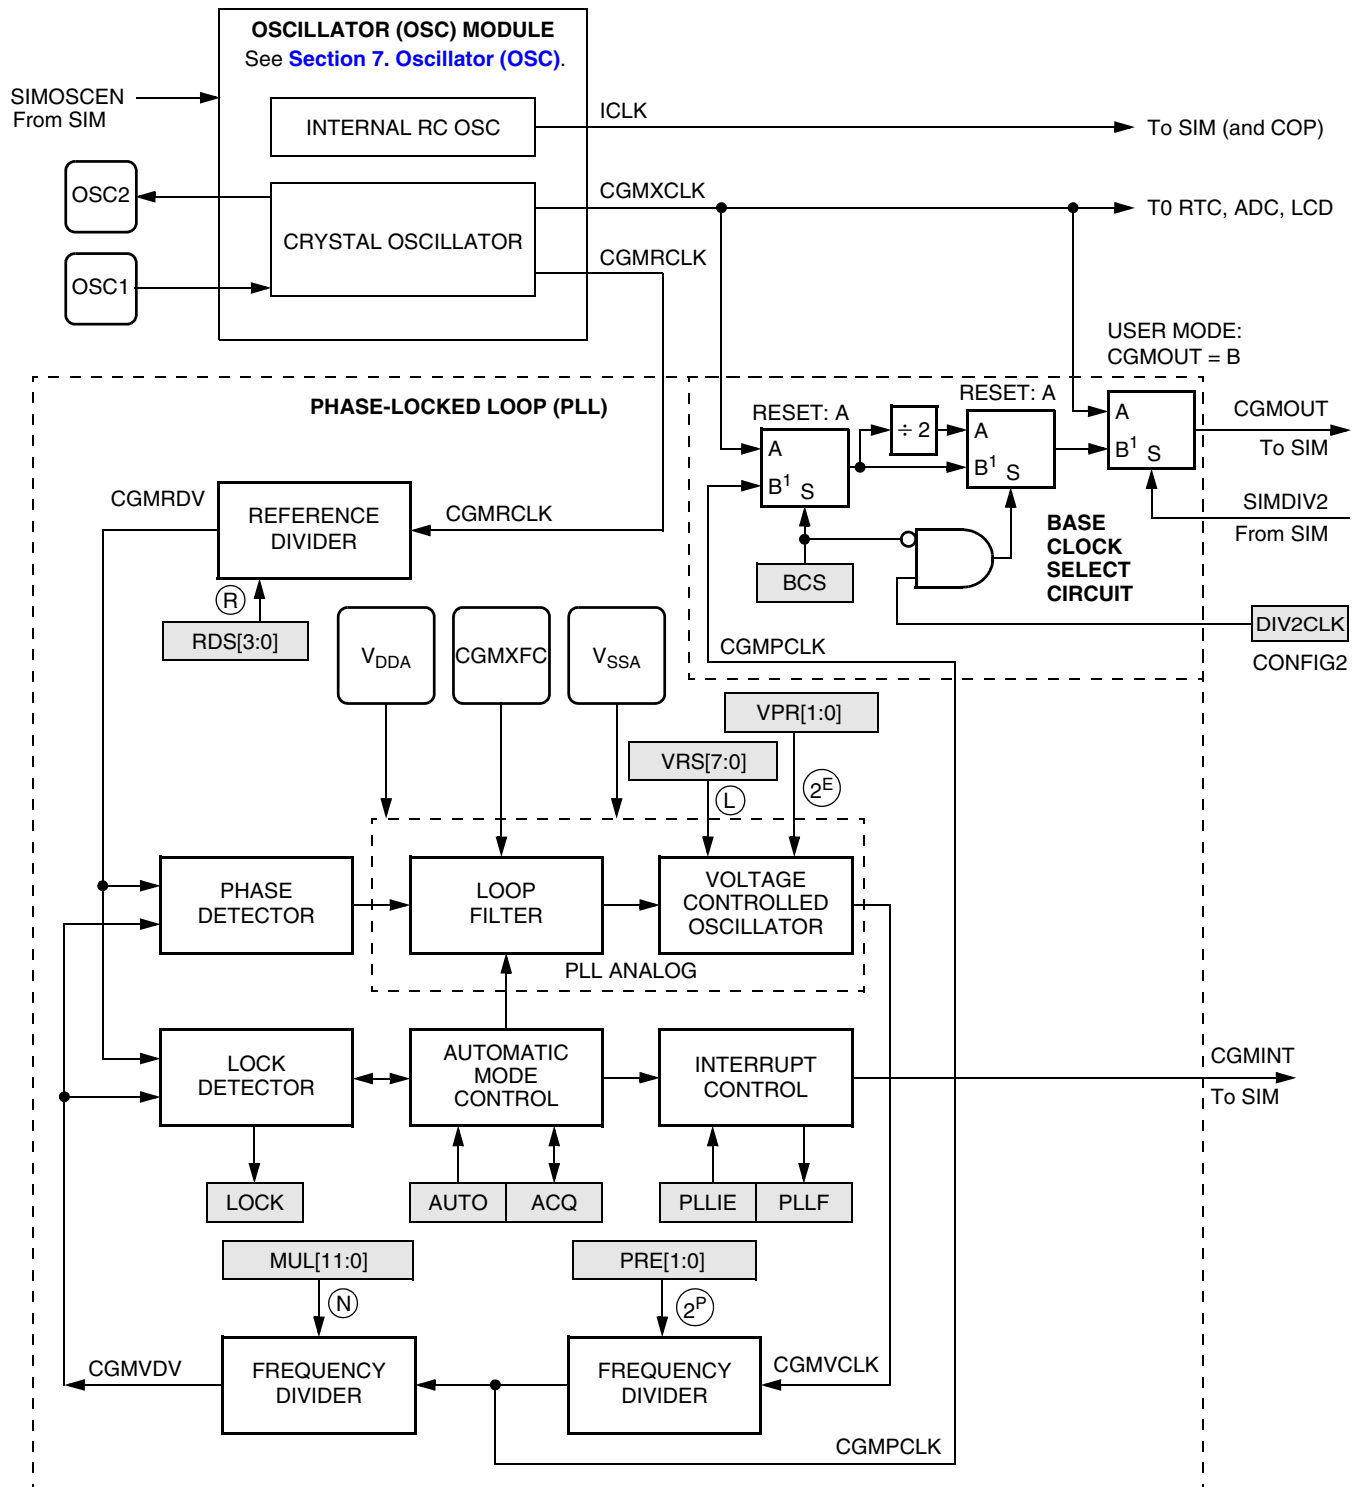 OSCILLATOR (OSC) MODULE
See Section 7. Oscillator (OSC).
SIMOSCEN
From SIM
INTERNAL RC OSC
ICLK
To SIM (and COP)
OSC2
CRYSTAL OSCILLATOR
CGMXCLK
T0 RTC, ADC, LCD
CGMRCLK
OSC1
USER MODE:
CGMOUT = B
PHASE-LOCKED LOOP (PLL)
RESET: A
RESET: A
A
B1 S
÷ 2
A
B1 S
A
B1 S
CGMOUT
To SIM
SIMDIV2
From SIM
CGMRDV
REFERENCE
DIVIDER
CGMRCLK
R
RDS[3:0]
BCS
BASE
CLOCK
SELECT
CIRCUIT
DIV2CLK
CONFIG2
VDDA
CGMXFC
VSSA
CGMPCLK
VPR[1:0]
VRS[7:0]
L
2E
PHASE
DETECTOR
LOOP
FILTER
VOLTAGE
CONTROLLED
OSCILLATOR
PLL ANALOG
LOCK
DETECTOR
AUTOMATIC
MODE
CONTROL
INTERRUPT
CONTROL
CGMINT
To SIM
LOCK
AUTO
ACQ
PLLIE
PLLF
MUL[11:0]
PRE[1:0]
N
2P
CGMVDV
FREQUENCY
DIVIDER
FREQUENCY
DIVIDER
CGMVCLK
CGMPCLK